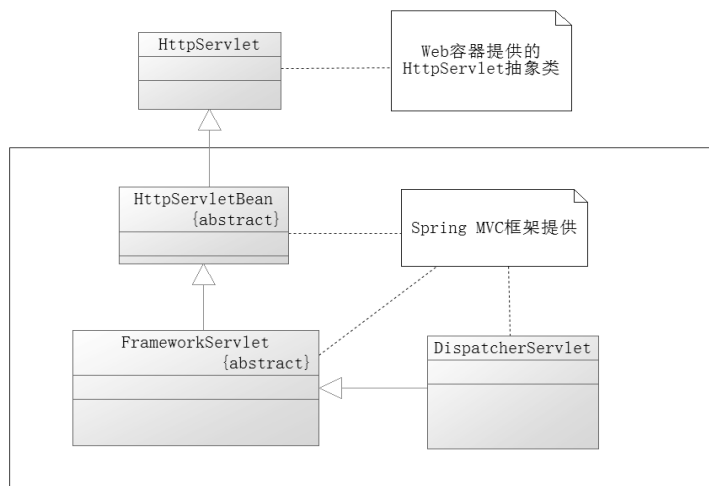 HttpServlet
Web容器提供的
HttpServlet抽象类
HttpServletBean
{abstract}
Spring MVC框架提供
FrameworkServlet
{abstract}
DispatcherServlet